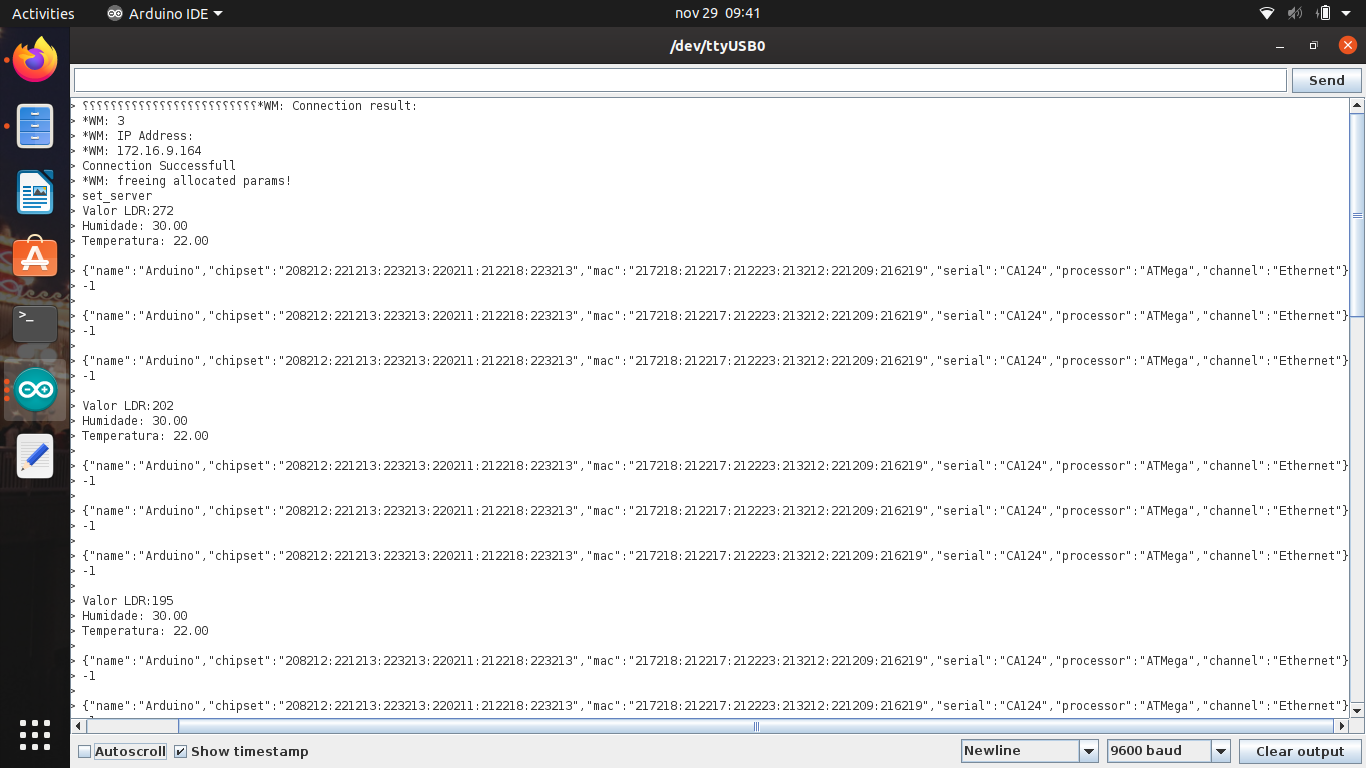 Activities
Arduino IDE
nov 29 09:41
/dev/ttyUSB0
Send
> *WM: Connection result:
> *WM: 3
> *WM: IP Address:
> *WM: 172.16.9.164
> Connection Successfull
> *WM: freeing allocated params!
> set_server
> Valor LDR:272
> Humidade: 30.00
> Temperatura: 22.00
>
> {"name":"Arduino","chipset":"208212:221213:223213:220211:212218:223213","mac":"217218:212217:212223:213212:221209:216219","serial":"CA124","processor":"ATMega","channel":"Ethernet"}
> -1
>
> {"name":"Arduino","chipset":"208212:221213:223213:220211:212218:223213","mac":"217218:212217:212223:213212:221209:216219","serial":"CA124","processor":"ATMega","channel":"Ethernet"}
> -1
>
> {"name":"Arduino","chipset":"208212:221213:223213:220211:212218:223213","mac":"217218:212217:212223:213212:221209:216219","serial":"CA124","processor":"ATMega","channel":"Ethernet"}
> -1
>
> Valor LDR:202
> Humidade: 30.00
> Temperatura: 22.00
>
> {"name":"Arduino","chipset":"208212:221213:223213:220211:212218:223213","mac":"217218:212217:212223:213212:221209:216219","serial":"CA124","processor":"ATMega","channel":"Ethernet"}
> -1
>
> {"name":"Arduino","chipset":"208212:221213:223213:220211:212218:223213","mac":"217218:212217:212223:213212:221209:216219","serial":"CA124","processor":"ATMega","channel":"Ethernet"}
> -1
>
> {"name":"Arduino","chipset":"208212:221213:223213:220211:212218:223213","mac":"217218:212217:212223:213212:221209:216219","serial":"CA124","processor":"ATMega","channel":"Ethernet"}
> -1
>
> Valor LDR:195
> Humidade: 30.00
> Temperatura: 22.00
>
> {"name":"Arduino","chipset":"208212:221213:223213:220211:212218:223213","mac":"217218:212217:212223:213212:221209:216219","serial":"CA124","processor":"ATMega","channel":"Ethernet"}
> -1
>
> {"name":"Arduino","chipset":"208212:221213:223213:220211:212218:223213","mac":"217218:212217:212223:213212:221209:216219","serial":"CA124","processor":"ATMega","channel":"Ethernet"}
Autoscroll
Show timestamp
Newline
9600 baud
Clear output